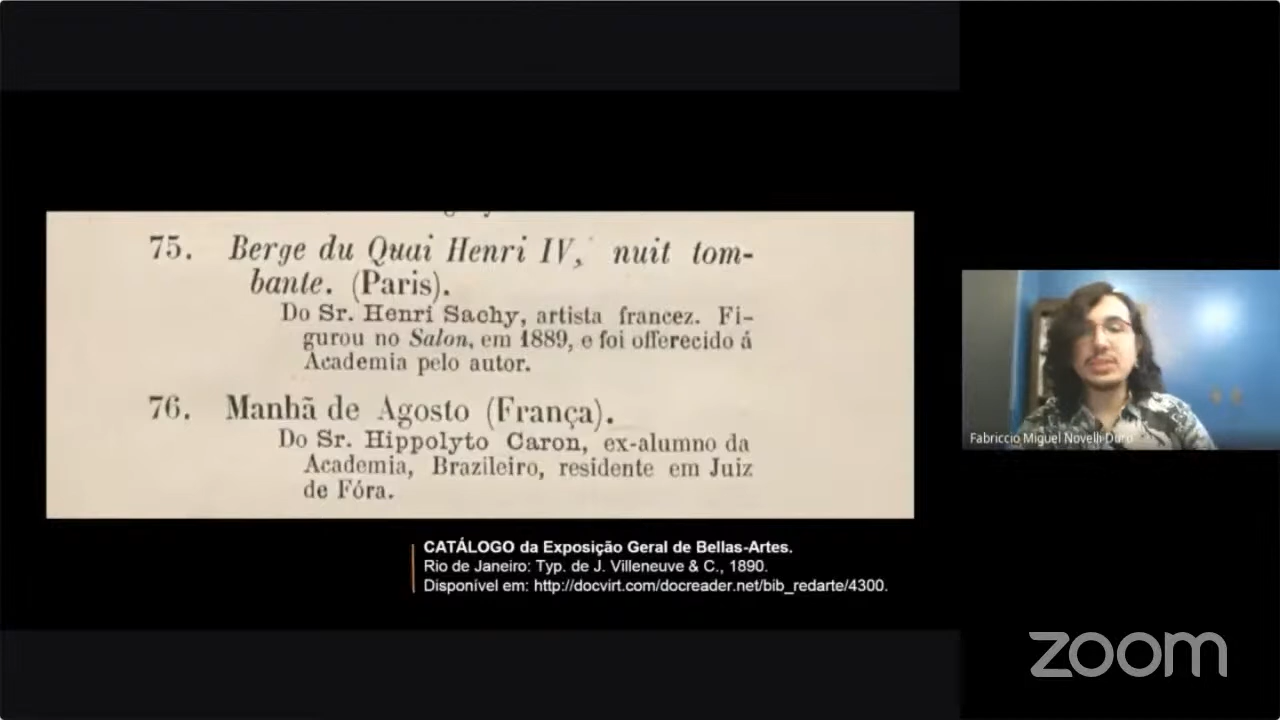 75. Berge du Quai Henri IV, nuit tom-
bante. (Paris).
Do Sr. Henri Sachy, artista francez. Fi-
gurou no Salon, em 1889, e foi offerecido á
Academia pelo autor.
76. Manhã de Agosto (França).
Do Sr. Hippolyto Caron, ex-alumno da
Academia, Brazileiro, residente em Juiz
de Fóra.
CATÁLOGO da Exposição Geral de Bellas-Artes.
Rio de Janeiro: Typ. de J. Villeneuve & C., 1890.
Disponível em: http://docvirt.com/docreader.net/bib_redarte/4300.
Fabriccio Miguel Novelli Duro
zoom